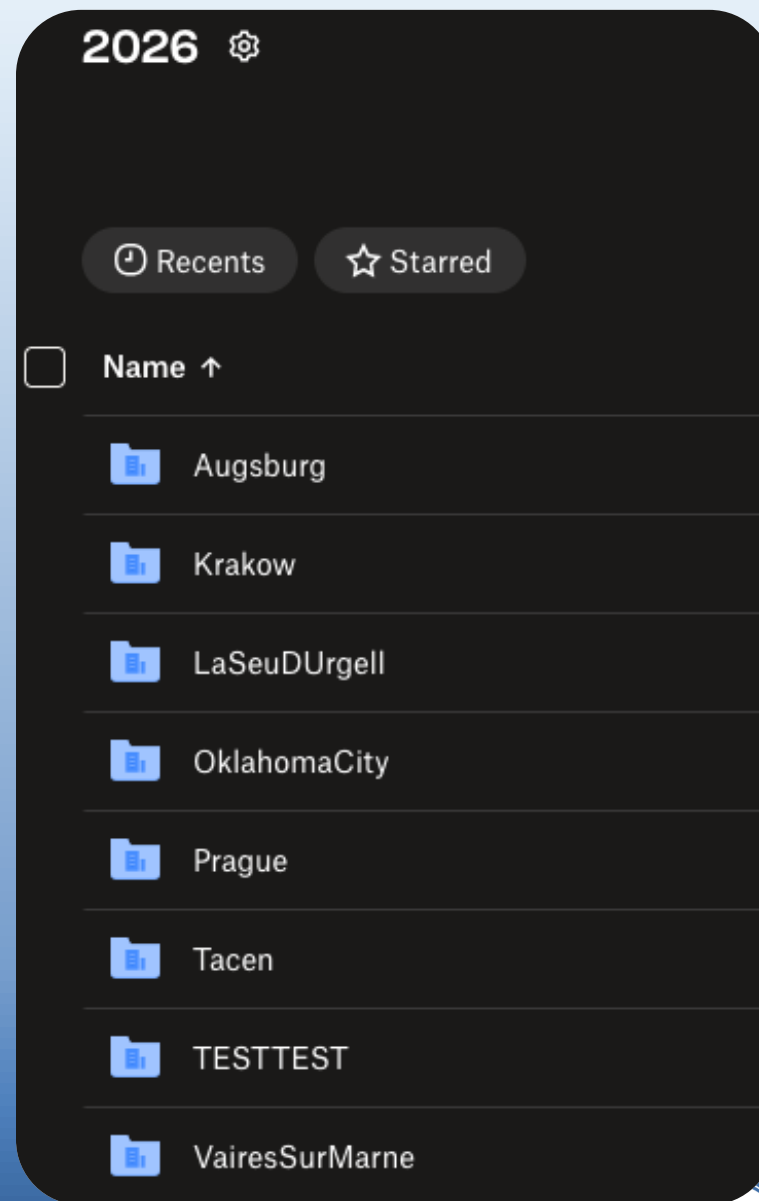 2026
Recents Starred
Name ↑
Augsburg
Krakow
LaSeuDUrgell
OklahomaCity
Prague
Tacen
TESTTEST
VairesSurMarne